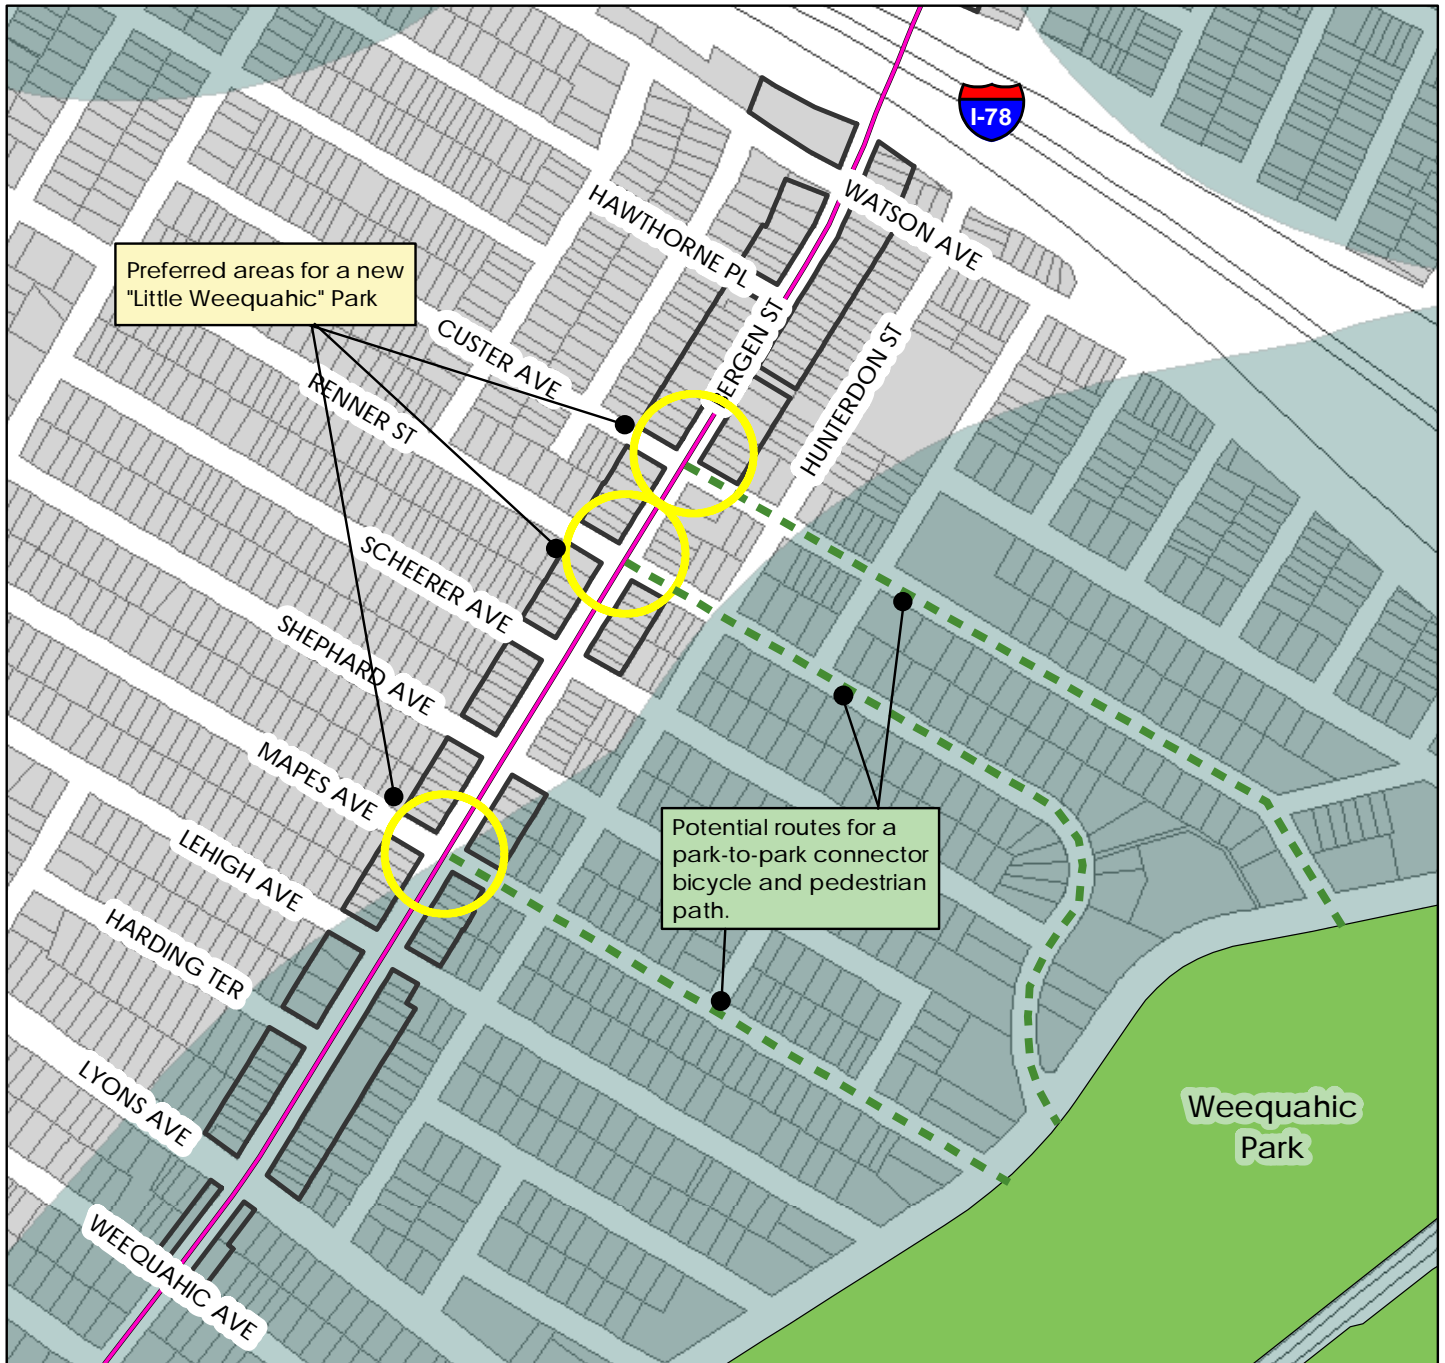 I-78
WATSON AVE
HAWTHORNE PL
Preferred areas for a new
"Little Weequahic" Park
BERGEN ST
CUSTER AVE
HUNTERDON ST
RENNER ST
SCHEERER AVE
SHEPHARD AVE
MAPES AVE
LEHIGH AVE
Potential routes for a
park-to-park connector
bicycle and pedestrian
path.
HARDING TER
LYONS AVE
Weequahic
Park
WEEQUAHIC AVE